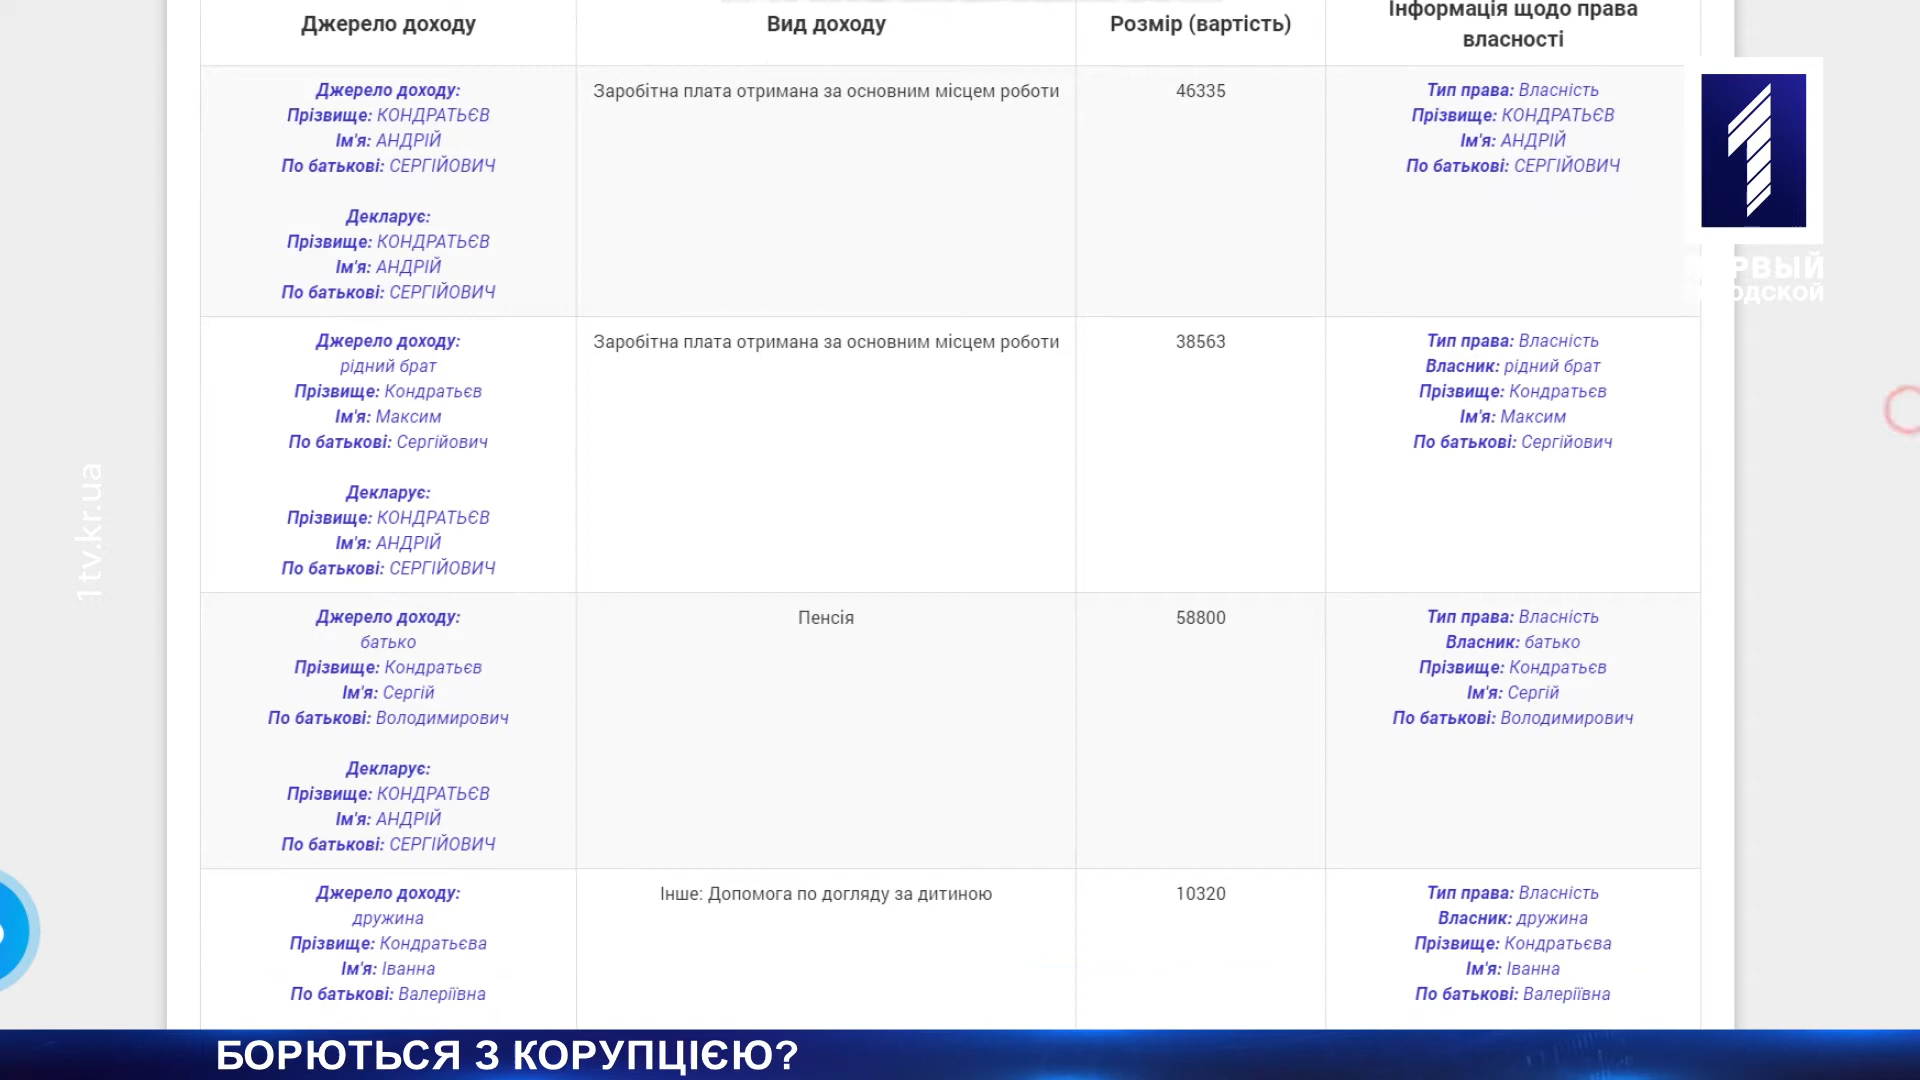 Джерело доходу
Вид доходу
Розмір (вартість)
Інформація щодо права
власності
Джерело доходу:
Прізвище: КОНДРАТЬЄВ
Ім'я: АНДРІЙ
По батькові: СЕРГІЙОВИЧ
Декларує:
Прізвище: КОНДРАТЬЄВ
Ім'я: АНДРІЙ
По батькові: СЕРГІЙОВИЧ
Заробітна плата отримана за основним місцем роботи
46335
Тип права: Власність
Прізвище: КОНДРАТЬЄВ
Ім'я: АНДРІЙ
По батькові: СЕРГІЙОВИЧ
Джерело доходу:
рідний брат
Прізвище: Кондратьєв
Ім'я: Максим
По батькові: Сергійович
Декларує:
Прізвище: КОНДРАТЬЄВ
Ім'я: АНДРІЙ
По батькові: СЕРГІЙОВИЧ
Заробітна плата отримана за основним місцем роботи
38563
Тип права: Власність
Власник: рідний брат
Прізвище: Кондратьєв
Ім'я: Максим
По батькові: Сергійович
Джерело доходу:
батько
Прізвище: Кондратьєв
Ім'я: Сергій
По батькові: Володимирович
Декларує:
Прізвище: КОНДРАТЬЄВ
Ім'я: АНДРІЙ
По батькові: СЕРГІЙОВИЧ
Пенсія
58800
Тип права: Власність
Власник: батько
Прізвище: Кондратьєв
Ім'я: Сергій
По батькові: Володимирович
Джерело доходу:
дружина
Прізвище: Кондратьєва
Ім'я: Іванна
По батькові: Валеріївна
Інше: Допомога по догляду за дитиною
10320
Тип права: Власність
Власник: дружина
Прізвище: Кондратьєва
Ім'я: Іванна
По батькові: Валеріївна
1
ПЕРВЫЙ
ГОРОДСКОЙ
1tv.kr.ua
БОРЮТЬСЯ З КОРУПЦІЄЮ?